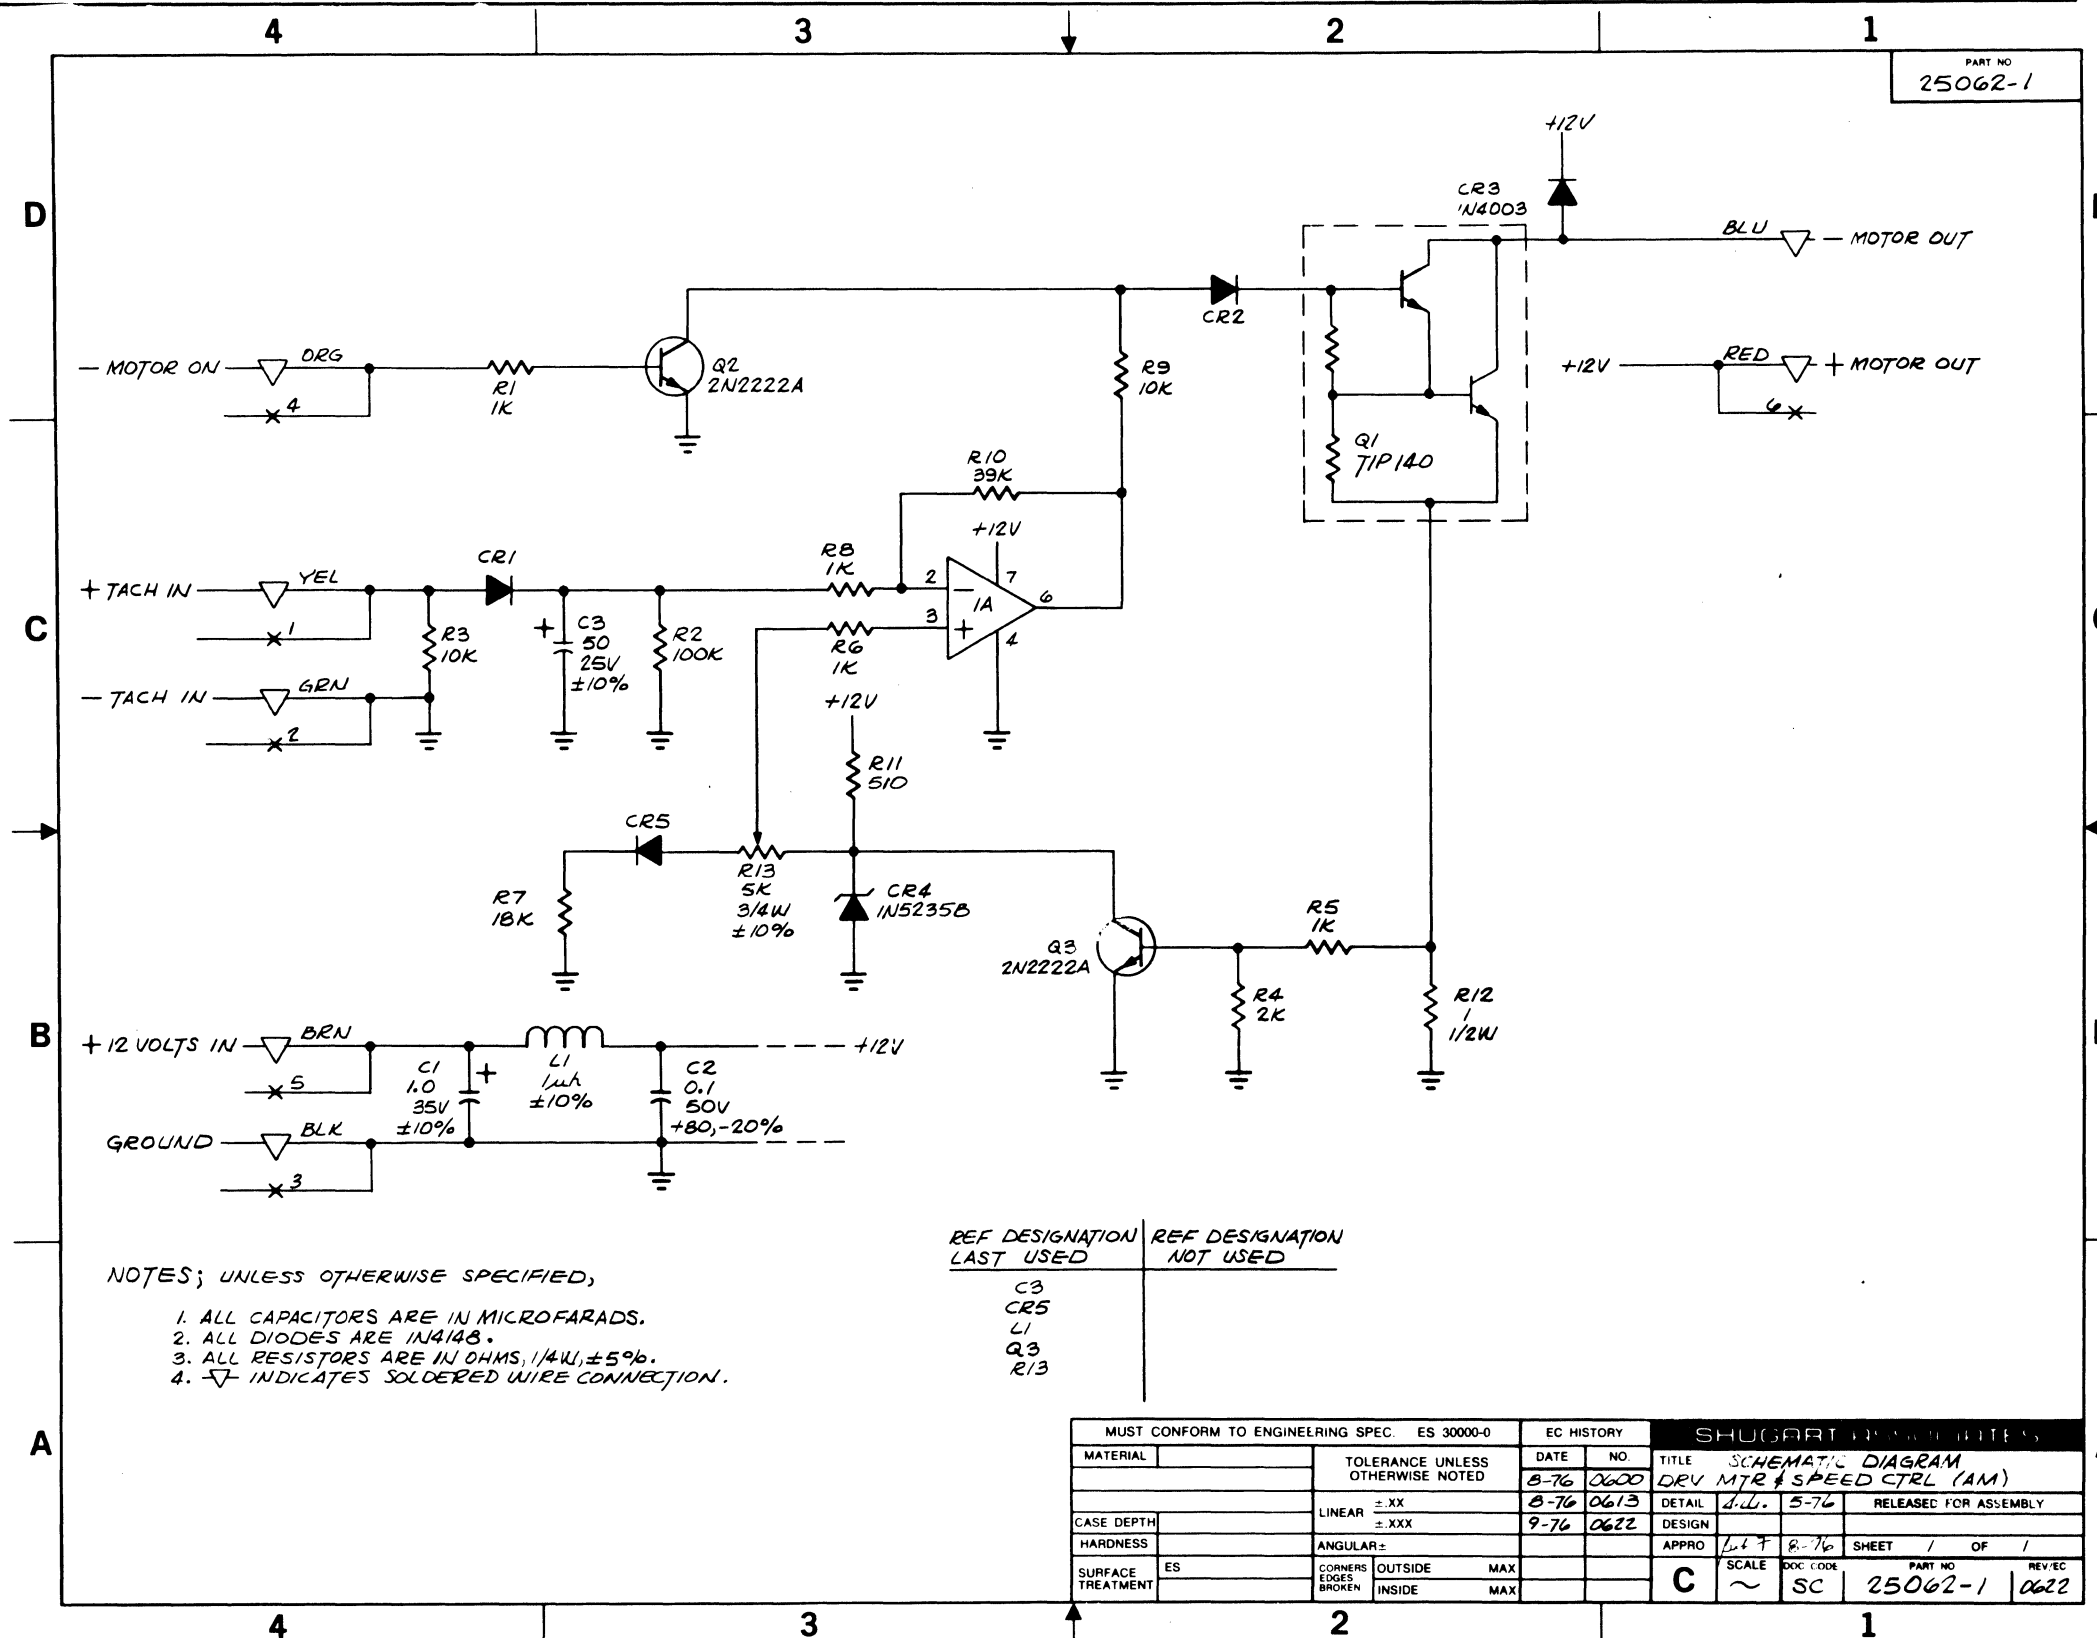 4 3 2 1
PART NO
25062-1
D
C
B
A
+12V
CR3
1N4003
BLU
— MOTOR OUT
CR2
— MOTOR ON
ORG
4
R1
1K
Q2
2N2222A
R9
10K
+12V
RED
+ MOTOR OUT
6
Q1
TIP140
R10
39K
+12V
CR1
R8
1K
+ TACH IN
YEL
1
2
7
1A
6
3
4
R3
10K
+
C3
50
25V
±10%
R2
100K
R6
1K
— TACH IN
GRN
2
+12V
R11
510
CR5
R13
5K
3/4W
±10%
R7
18K
CR4
1N5235B
Q3
2N2222A
R5
1K
R4
2K
R12
1
1/2W
+12 VOLTS IN
BRN
5
C1
1.0
35V
±10%
+
L1
1µh
±10%
C2
0.1
50V
+80,-20%
+12V
GROUND
BLK
3
REF DESIGNATION LAST USED
REF DESIGNATION NOT USED
C3
CR5
L1
Q3
R13
NOTES; UNLESS OTHERWISE SPECIFIED,
1. ALL CAPACITORS ARE IN MICROFARADS.
2. ALL DIODES ARE IN4148.
3. ALL RESISTORS ARE IN OHMS, 1/4W, ±5%.
4. INDICATES SOLDERED WIRE CONNECTION.
MUST CONFORM TO ENGINEERING SPEC. ES 30000-0
MATERIAL
CASE DEPTH
HARDNESS
SURFACE TREATMENT
ES
TOLERANCE UNLESS OTHERWISE NOTED
LINEAR
±.XX
±.XXX
ANGULAR±
CORNERS EDGES BROKEN
OUTSIDE MAX
INSIDE MAX
EC HISTORY
DATE NO.
8-76 0600
8-76 0613
9-76 0622
SHUGART ASSOCIATES
TITLE SCHEMATIC DIAGRAM
DRV MTR & SPEED CTRL (AM)
DETAIL 5-76 RELEASED FOR ASSEMBLY
DESIGN
APPRO 8-76 SHEET 1 OF 1
C
SCALE
~
DOC CODE
SC
PART NO
25062-1
REV/EC
0622
4 3 2 1